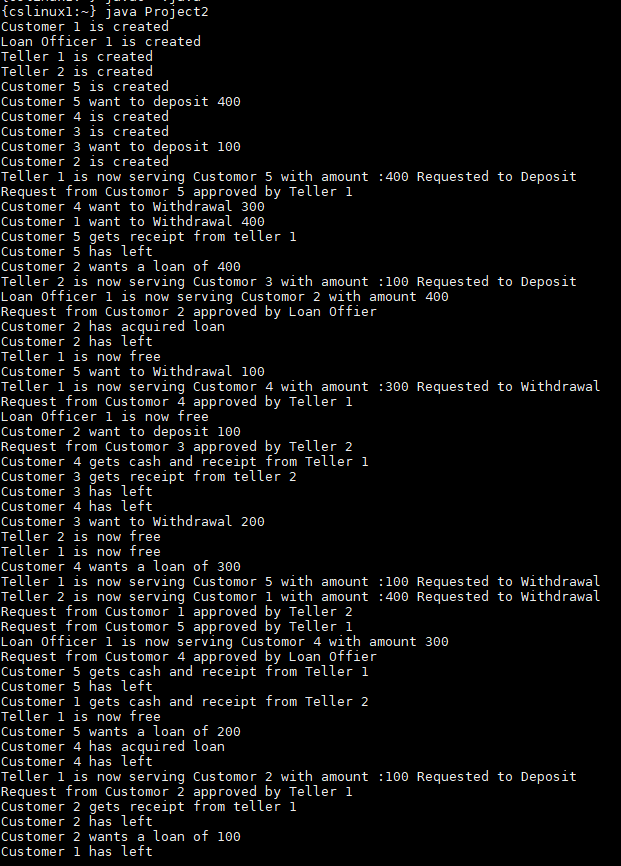 {cslinux1:~} java Project2
Customer 1 is created
Loan Officer 1 is created
Teller 1 is created
Teller 2 is created
Customer 5 is created
Customer 5 want to deposit 400
Customer 4 is created
Customer 3 is created
Customer 3 want to deposit 100
Customer 2 is created
Teller 1 is now serving Customor 5 with amount :400 Requested to Deposit
Request from Customor 5 approved by Teller 1
Customer 4 want to Withdrawal 300
Customer 1 want to Withdrawal 400
Customer 5 gets receipt from teller 1
Customer 5 has left
Customer 2 wants a loan of 400
Teller 2 is now serving Customor 3 with amount :100 Requested to Deposit
Loan Officer 1 is now serving Customor 2 with amount 400
Request from Customor 2 approved by Loan Offier
Customer 2 has acquired loan
Customer 2 has left
Teller 1 is now free
Customer 5 want to Withdrawal 100
Teller 1 is now serving Customor 4 with amount :300 Requested to Withdrawal
Request from Customor 4 approved by Teller 1
Loan Officer 1 is now free
Customer 2 want to deposit 100
Request from Customor 3 approved by Teller 2
Customer 4 gets cash and receipt from Teller 1
Customer 3 gets receipt from teller 2
Customer 3 has left
Customer 4 has left
Customer 3 want to Withdrawal 200
Teller 2 is now free
Teller 1 is now free
Customer 4 wants a loan of 300
Teller 1 is now serving Customor 5 with amount :100 Requested to Withdrawal
Teller 2 is now serving Customor 1 with amount :400 Requested to Withdrawal
Request from Customor 1 approved by Teller 2
Request from Customor 5 approved by Teller 1
Loan Officer 1 is now serving Customor 4 with amount 300
Request from Customor 4 approved by Loan Offier
Customer 5 gets cash and receipt from Teller 1
Customer 5 has left
Customer 1 gets cash and receipt from Teller 2
Teller 1 is now free
Customer 5 wants a loan of 200
Customer 4 has acquired loan
Customer 4 has left
Teller 1 is now serving Customor 2 with amount :100 Requested to Deposit
Request from Customor 2 approved by Teller 1
Customer 2 gets receipt from teller 1
Customer 2 has left
Customer 2 wants a loan of 100
Customer 1 has left